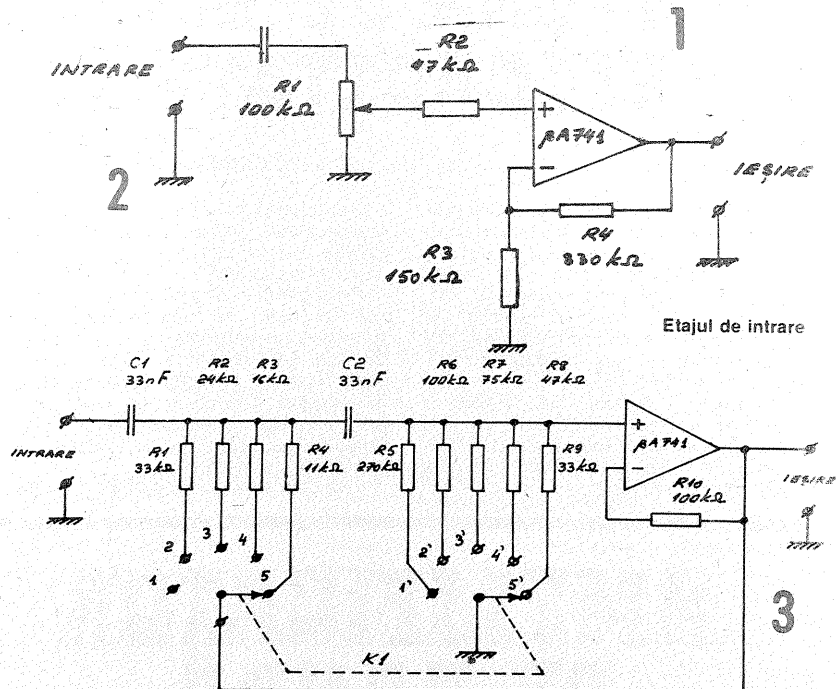 1
INTRARE
R1
100kΩ
R2
47kΩ
+
βA741
−
IEȘIRE
2
R4
330kΩ
R3
150kΩ
Etajul de intrare
C1
33nF
R2
24kΩ
R3
16kΩ
C2
33nF
R6
100kΩ
R7
75kΩ
R8
47kΩ
INTRARE
R1
33kΩ
R4
11kΩ
R5
270kΩ
R9
33kΩ
+
βA741
−
R10
100kΩ
IEȘIRE
1
2
3
4
5
1'
2'
3'
4'
5'
K1
3